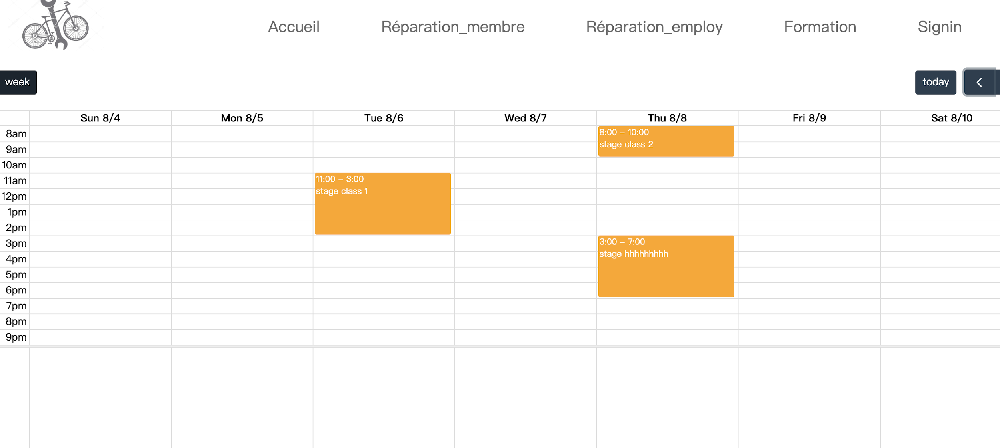 Accueil Réparation_membre Réparation_employ Formation Signin
week today
Sun 8/4 Mon 8/5 Tue 8/6 Wed 8/7 Thu 8/8 Fri 8/9 Sat 8/10
8am
8:00 – 10:00
stage class 2
9am
10am
11am
11:00 – 3:00
stage class 1
12pm
1pm
2pm
3pm
3:00 – 7:00
stage hhhhhhhhh
4pm
5pm
6pm
7pm
8pm
9pm